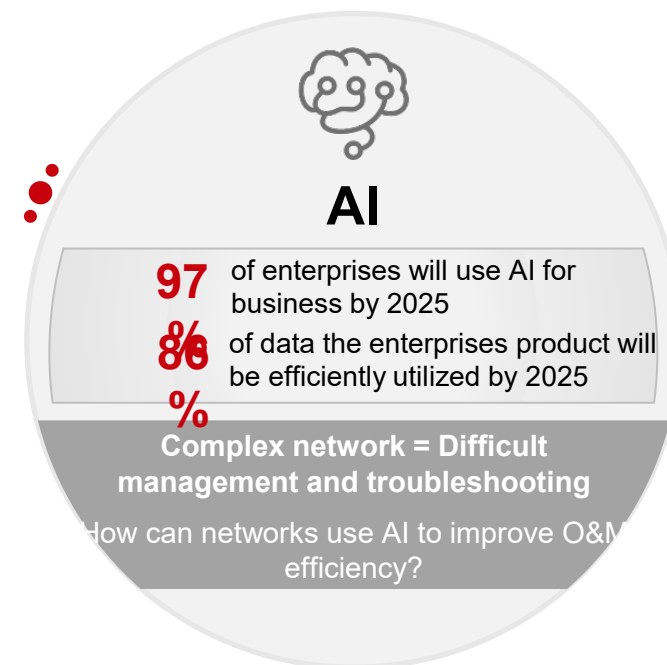 AI
97 of enterprises will use AI for
% business by 2025
86 of data the enterprises product will
% be efficiently utilized by 2025
Complex network = Difficult
management and troubleshooting
How can networks use AI to improve O&M
efficiency?